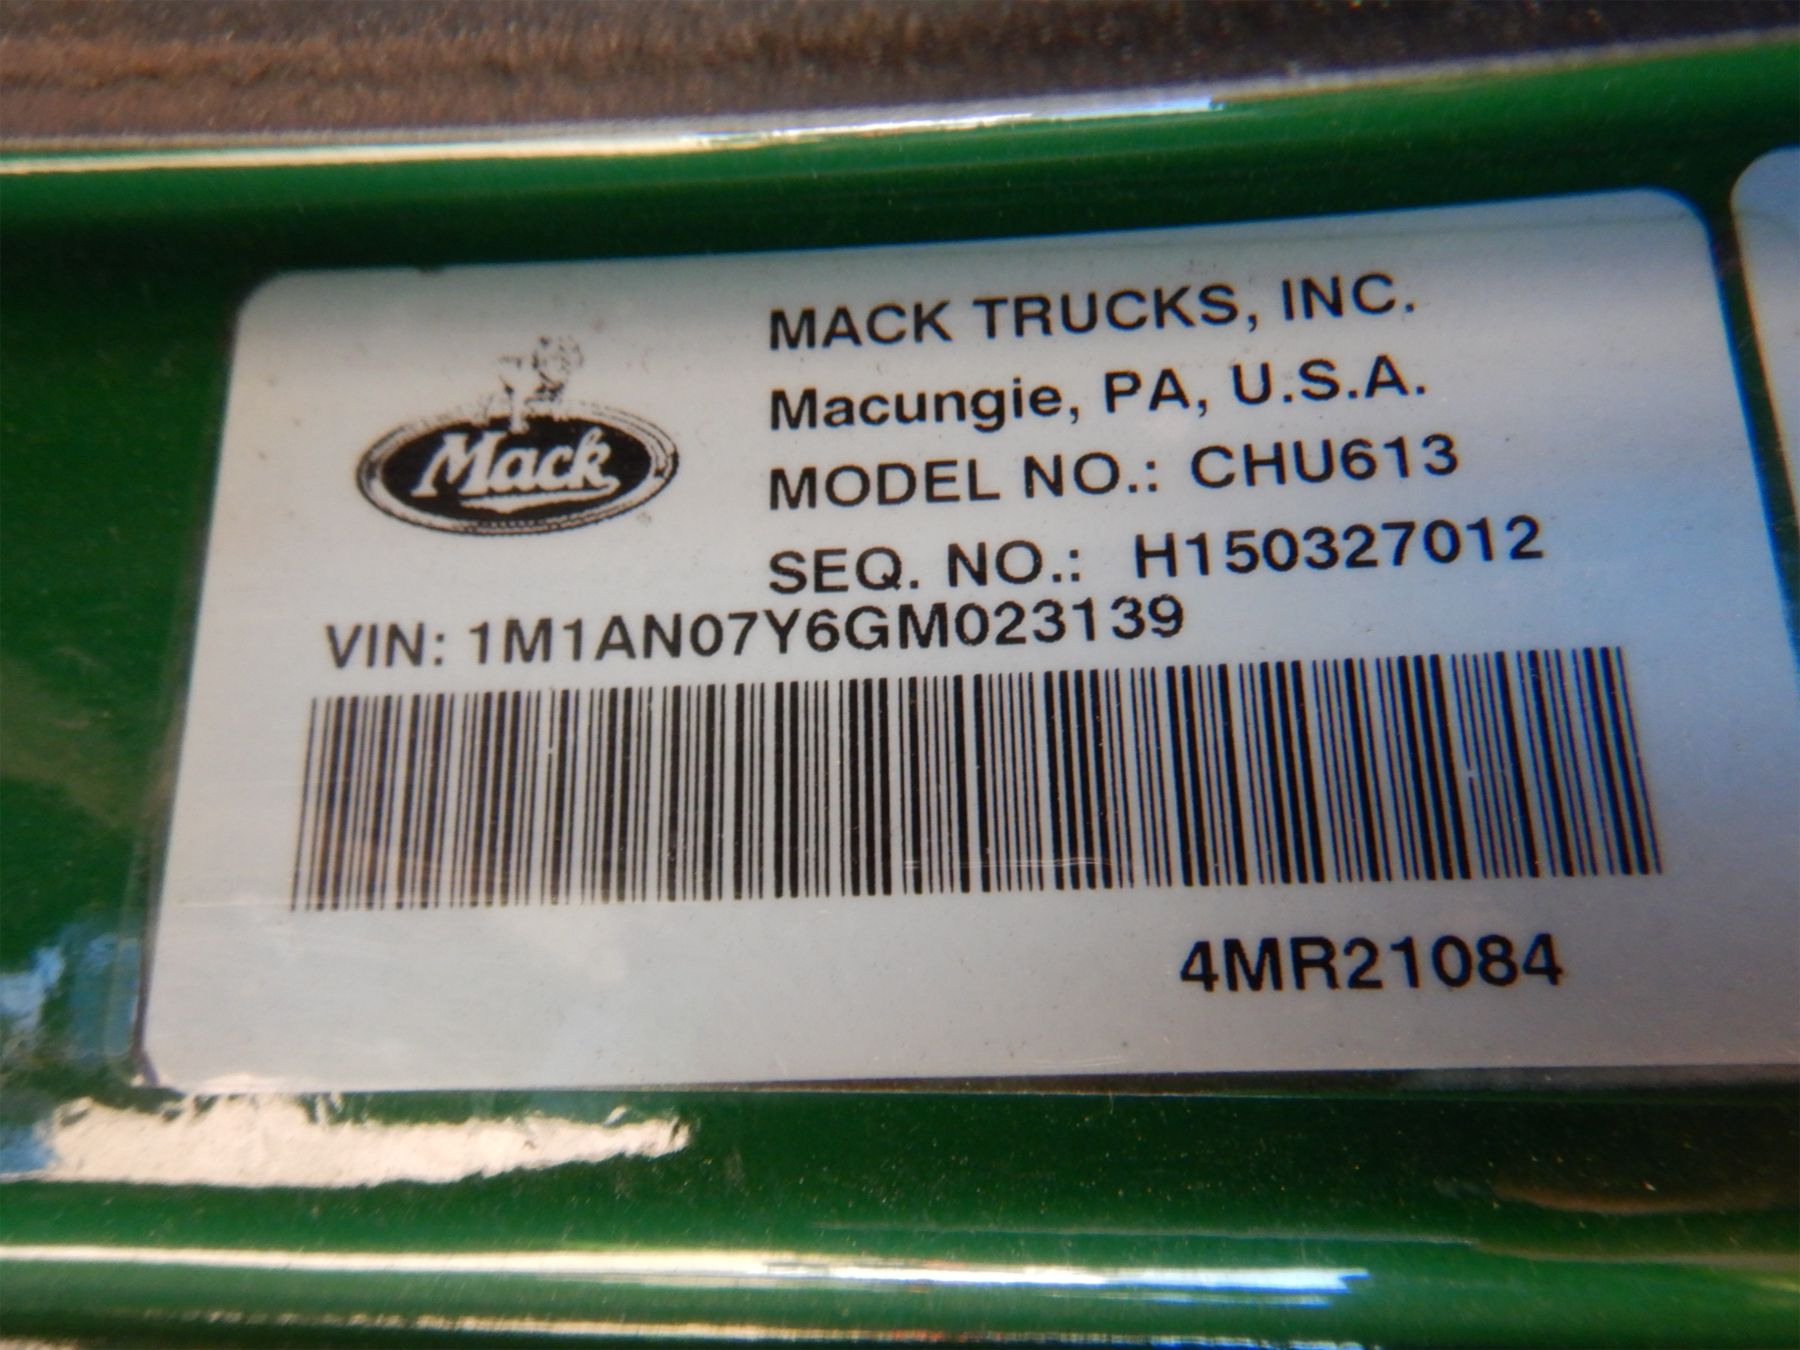 MACK TRUCKS, INC.
Macungie, PA, U.S.A.
Mack
MODEL NO.: CHU613
SEQ. NO.: H150327012
VIN: 1M1AN07Y6GM023139
4MR21084